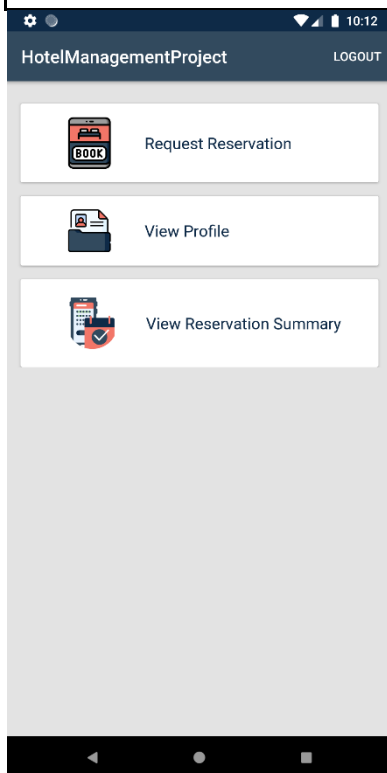 10:12
HotelManagementProject LOGOUT
BOOK
Request Reservation
View Profile
View Reservation Summary